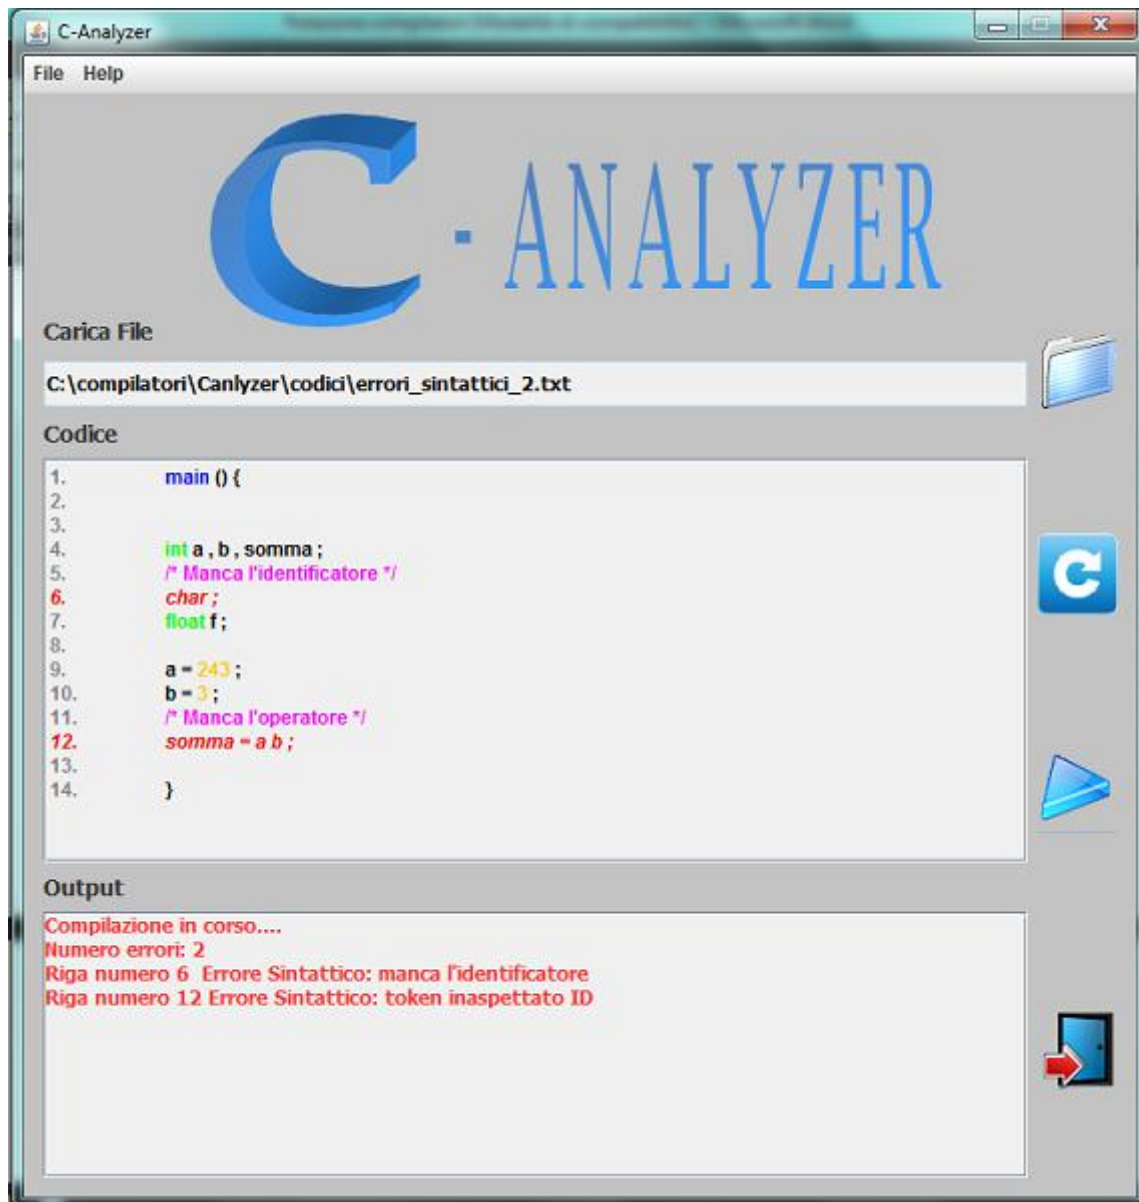 C-Analyzer
File Help
C - ANALYZER
Carica File
C:\compilatori\Canlyzer\codici\errori_sintattici_2.txt
Codice
1. main () {
2.
3.
4. int a , b , somma ;
5. /* Manca l'identificatore */
6. char ;
7. float f ;
8.
9. a = 243 ;
10. b = 3 ;
11. /* Manca l'operatore */
12. somma = a b ;
13.
14. }
Output
Compilazione in corso....
Numero errori: 2
Riga numero 6 Errore Sintattico: manca l'identificatore
Riga numero 12 Errore Sintattico: token inaspettato ID